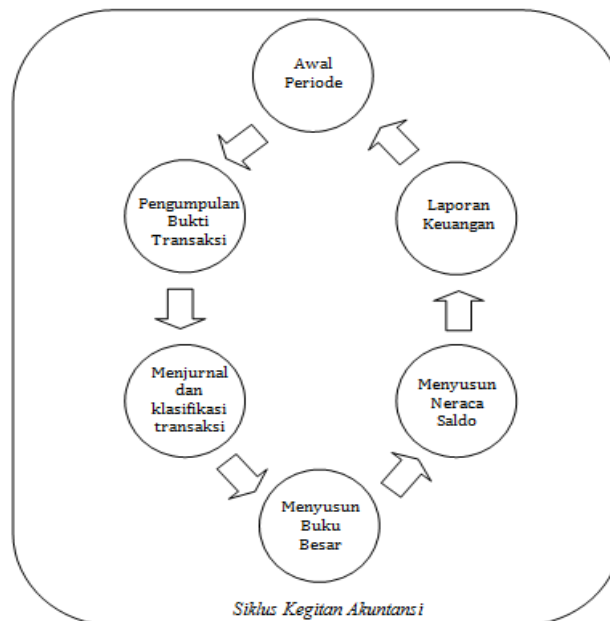 Awal
Periode
Pengumpulan
Bukti
Transaksi
Menjurnal
dan
klasifikasi
transaksi
Menyusun
Buku
Besar
Menyusun
Neraca
Saldo
Laporan
Keuangan
Siklus Kegitan Akuntansi